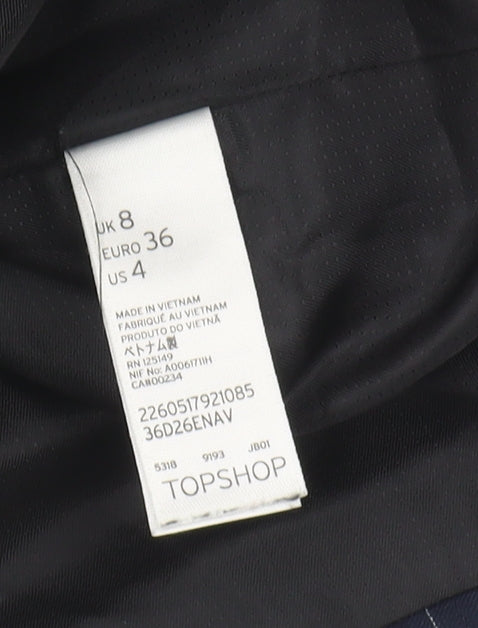 UK 8
EURO 36
US 4
MADE IN VIETNAM
FABRIQUÉ AU VIETNAM
PRODUTO DO VIETNÃ
ベトナム製
RN 125149
NIF No: A0061711H
CA#00234
2260517921085
36D26ENAV
5318 9193 JB01
TOPSHOP